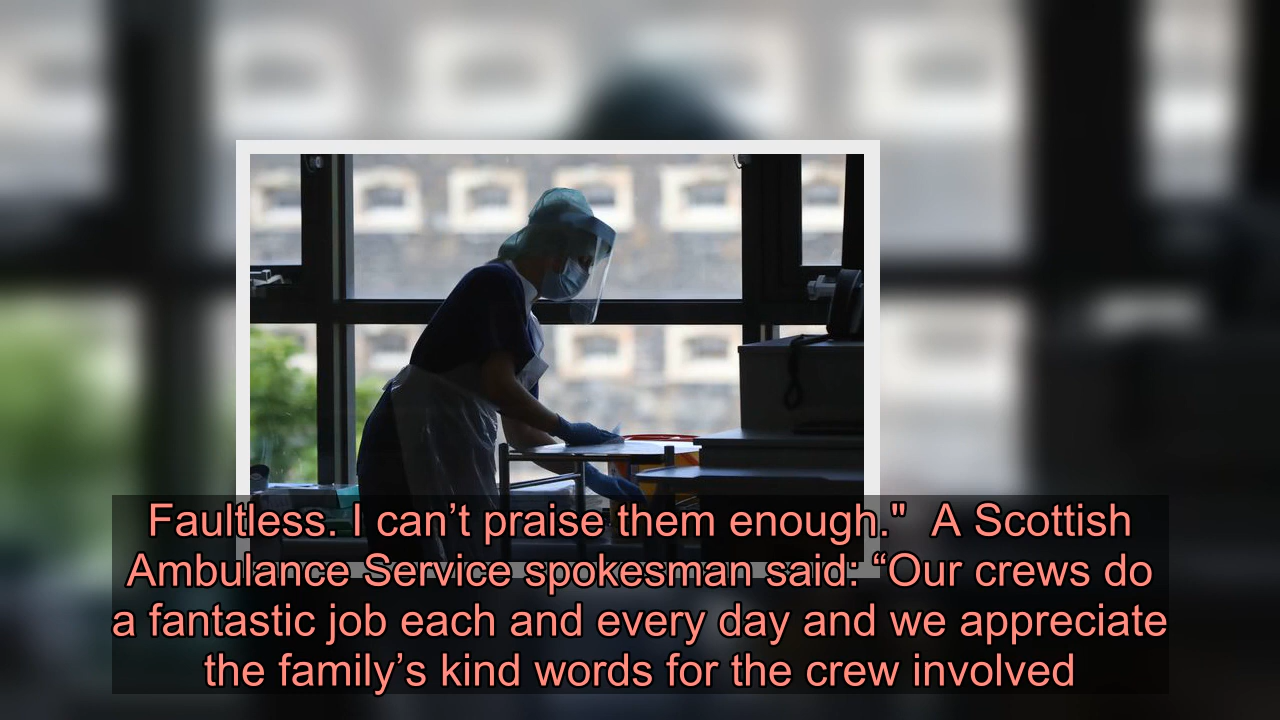 Faultless. I can’t praise them enough."  A Scottish
Ambulance Service spokesman said: “Our crews do
a fantastic job each and every day and we appreciate
the family’s kind words for the crew involved